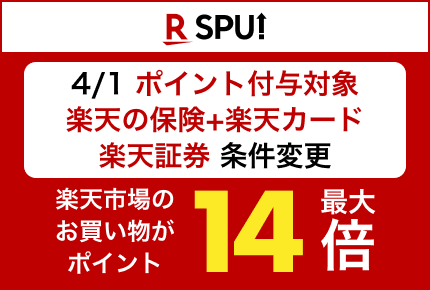 R SPU!
4/1 ポイント付与対象
楽天の保険+楽天カード
楽天証券 条件変更
楽天市場の
お買い物が
ポイント
14
最大
倍